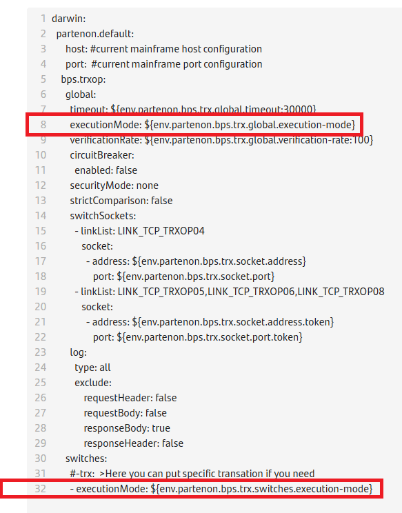 1 darwin:
2 partenon.default:
3 host: #current mainframe host configuration
4 port: #current mainframe port configuration
5 bps.trxop:
6 global:
7 timeout: ${env.partenon.bps.trx.global.timeout:30000}
8 executionMode: ${env.partenon.bps.trx.global.execution-mode}
9 verificationRate: ${env.partenon.bps.trx.global.verification-rate:100}
10 circuitBreaker:
11 enabled: false
12 securityMode: none
13 strictComparison: false
14 switchSockets:
15 - linkList: LINK_TCP_TRXOP04
16 socket:
17 - address: ${env.partenon.bps.trx.socket.address}
18 port: ${env.partenon.bps.trx.socket.port}
19 - linkList: LINK_TCP_TRXOP05,LINK_TCP_TRXOP06,LINK_TCP_TRXOP08
20 socket:
21 - address: ${env.partenon.bps.trx.socket.address.token}
22 port: ${env.partenon.bps.trx.socket.port.token}
23 log:
24 type: all
25 exclude:
26 requestHeader: false
27 requestBody: false
28 responseBody: true
29 responseHeader: false
30 switches:
31 #-trx: >Here you can put specific transation if you need
32 - executionMode: ${env.partenon.bps.trx.switches.execution-mode}